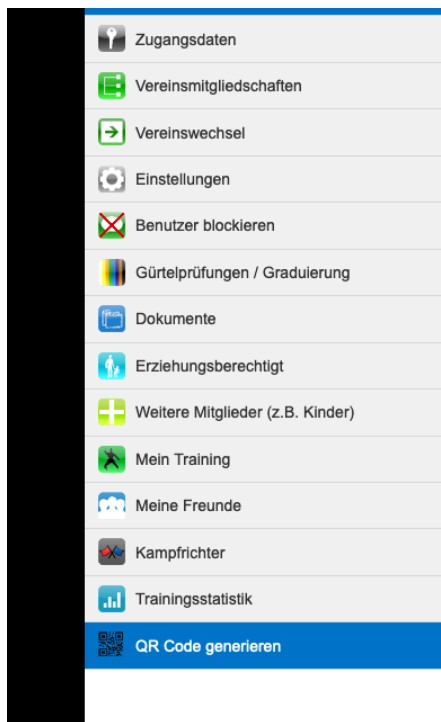 Zugangsdaten
Vereinsmitgliedschaften
Vereinswechsel
Einstellungen
Benutzer blockieren
Gürtelprüfungen / Graduierung
Dokumente
Erziehungsberechtigt
Weitere Mitglieder (z.B. Kinder)
Mein Training
Meine Freunde
Kampfrichter
Trainingsstatistik
QR Code generieren